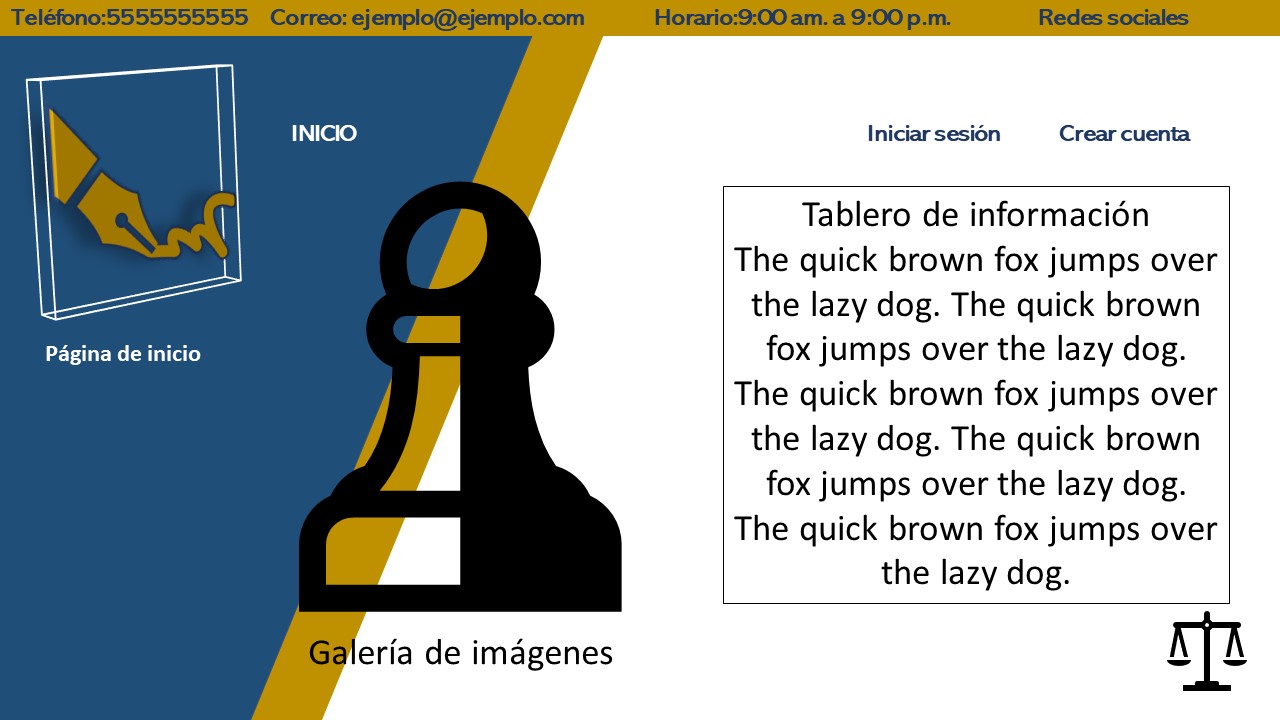 Teléfono:5555555555 Correo: ejemplo@ejemplo.com Horario:9:00 am. a 9:00 p.m. Redes sociales
INICIO Iniciar sesión Crear cuenta
Página de inicio
Tablero de información
The quick brown fox jumps over
the lazy dog. The quick brown
fox jumps over the lazy dog.
The quick brown fox jumps over
the lazy dog. The quick brown
fox jumps over the lazy dog.
The quick brown fox jumps over
the lazy dog.
Galería de imágenes